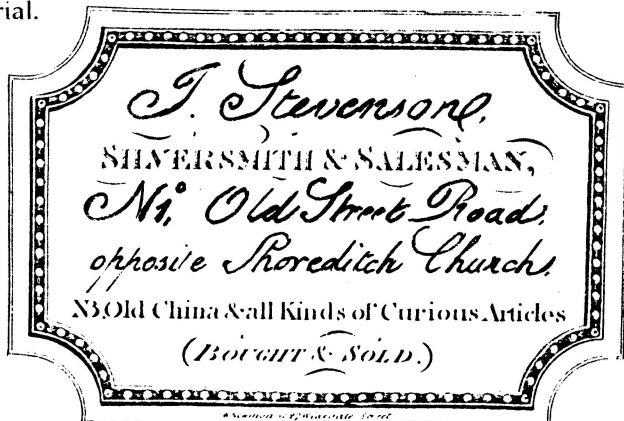 rial.
J. Stevenson,
SILVERSMITH & SALESMAN,
No 1, Old Street Road,
opposite Shoreditch Church.
NB, Old China & all Kinds of Curious Articles
(BOUGHT & SOLD.)